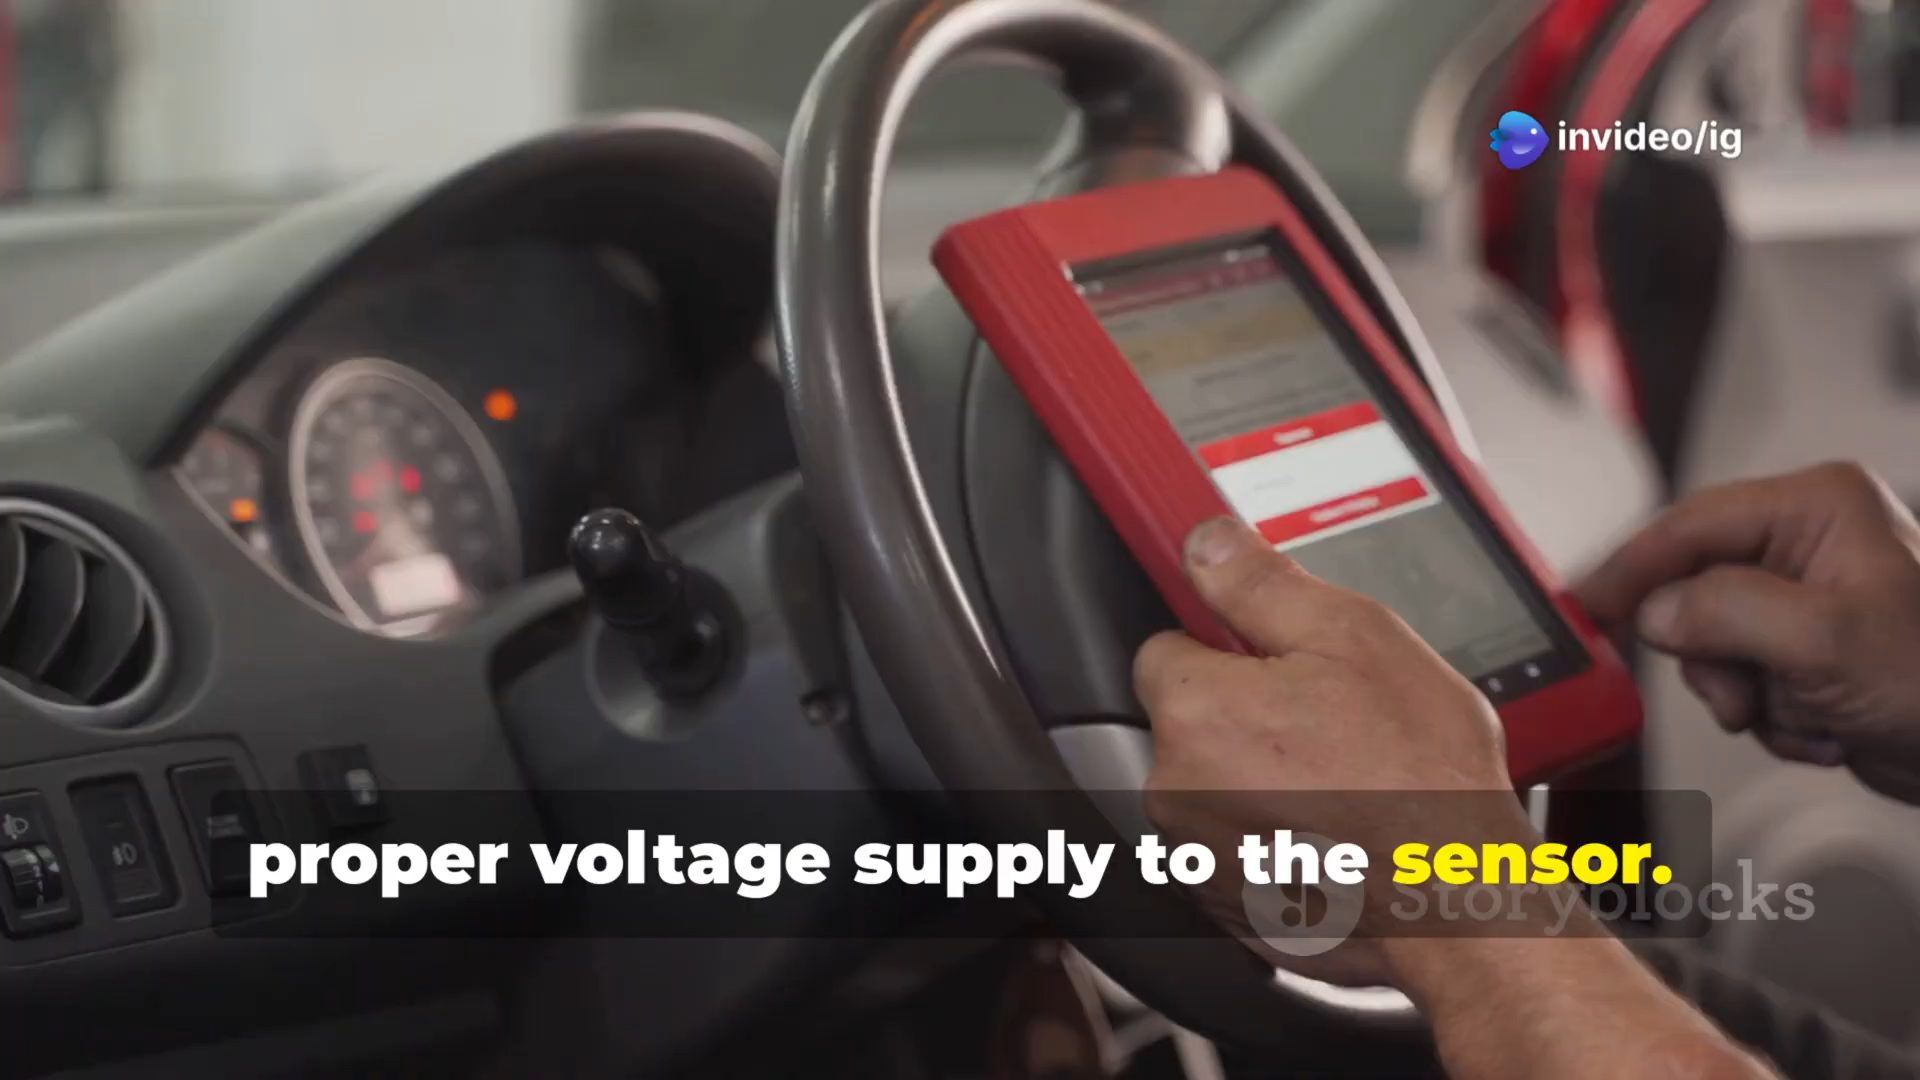 invideo/ig
proper voltage supply to the sensor.
Storyblocks